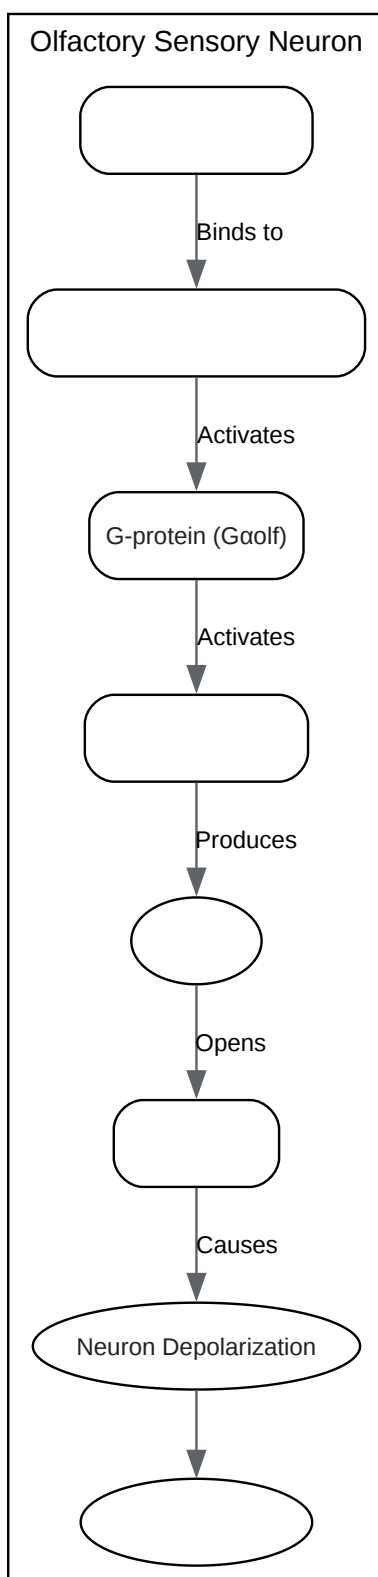 Olfactory Sensory Neuron
Binds to
Activates
G-protein (Gαolf)
Activates
Produces
Opens
Causes
Neuron Depolarization